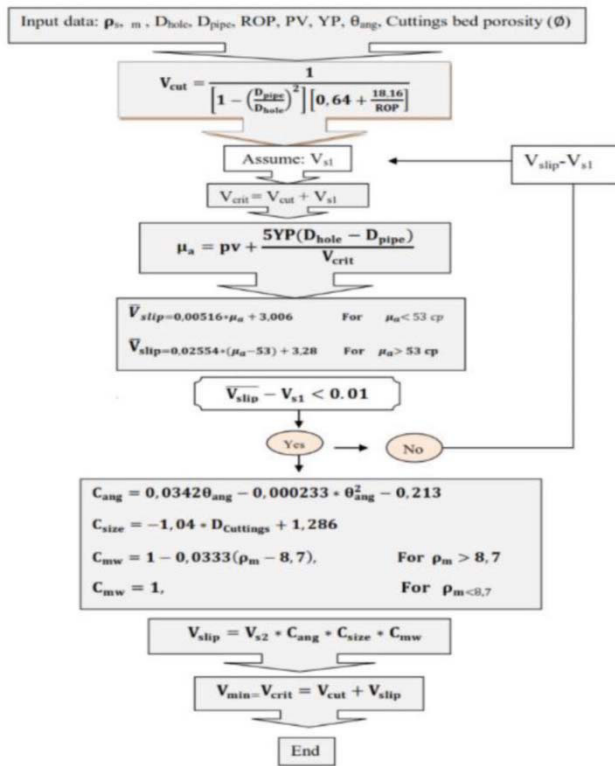 Input data: ρs, m , Dhole, Dpipe, ROP, PV, YP, θang, Cuttings bed porosity (Ø)
Vcut = 1 / [1 − (Dpipe/Dhole)²] [0,64 + 18,16/ROP]
Assume: Vs1
Vslip-Vs1
Vcrit= Vcut + Vs1
μa = pv + 5YP(Dhole − Dpipe) / Vcrit
V̅slip=0,00516*μa + 3,006 For μa< 53 cp
V̅slip=0,02554*(μa−53) + 3,28 For μa> 53 cp
V̅slip − Vs1 < 0.01
Yes
No
Cang = 0,0342θang − 0,000233 * θ²ang − 0,213
Csize = −1,04 * DCuttings + 1,286
Cmw = 1 − 0,0333(ρm − 8,7), For ρm > 8,7
Cmw = 1, For ρm<8,7
Vslip = Vs2 * Cang * Csize * Cmw
Vmin=Vcrit = Vcut + Vslip
End